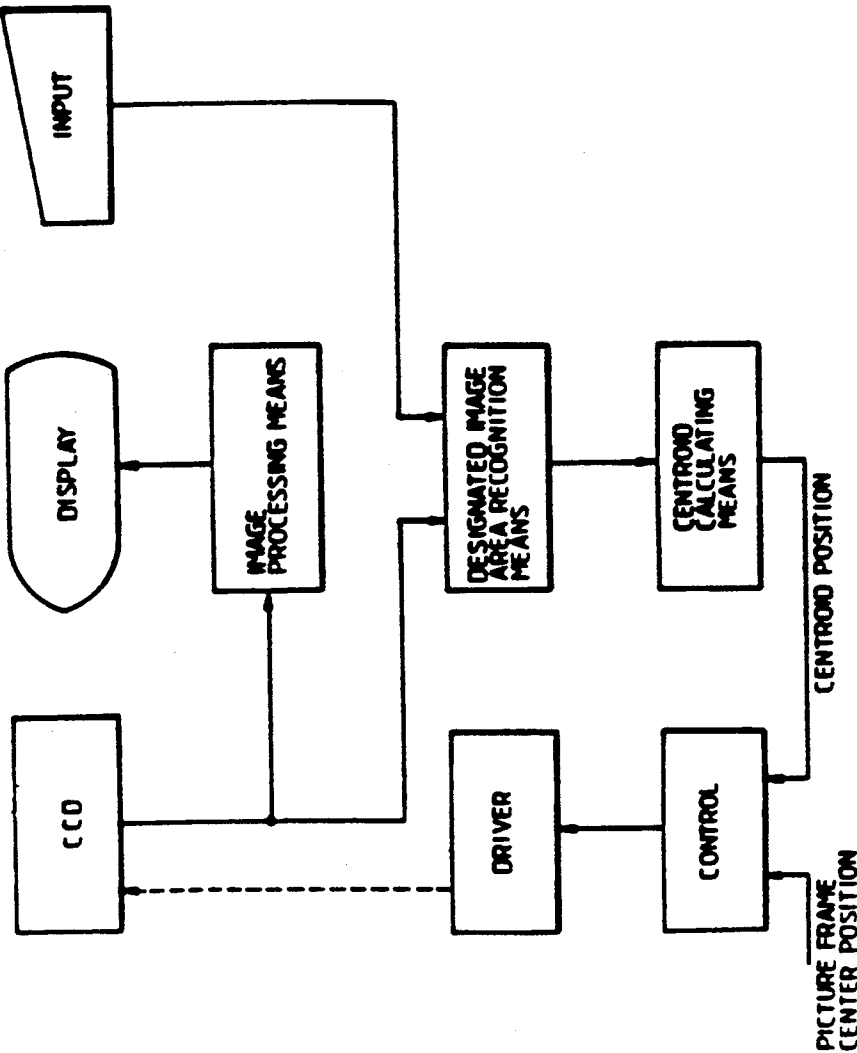 CCD
DISPLAY
INPUT
IMAGE
PROCESSING MEANS
DRIVER
DESIGNATED IMAGE
AREA RECOGNITION
MEANS
CONTROL
CENTROID
CALCULATING
MEANS
PICTURE FRAME
CENTER POSITION
CENTROID POSITION